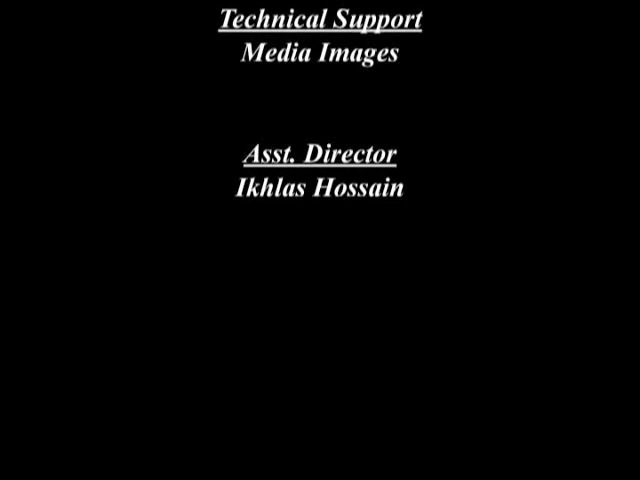 Technical Support
Media Images
Asst. Director
Ikhlas Hossain